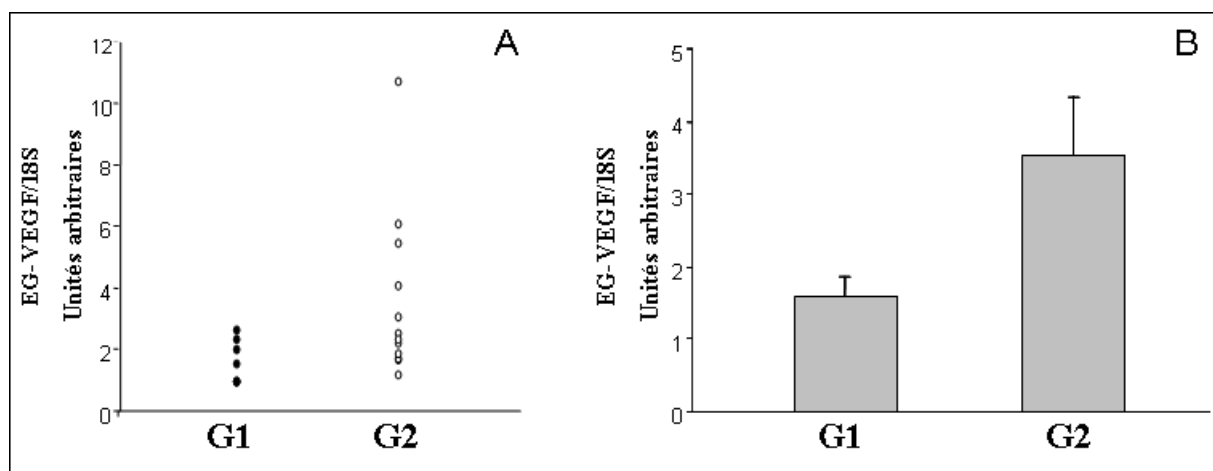 A
EG-VEGF/18S
Unités arbitraires
12
10
8
6
4
2
0
G1 G2
B
EG-VEGF/18S
Unités arbitraires
5
4
3
2
1
0
G1 G2